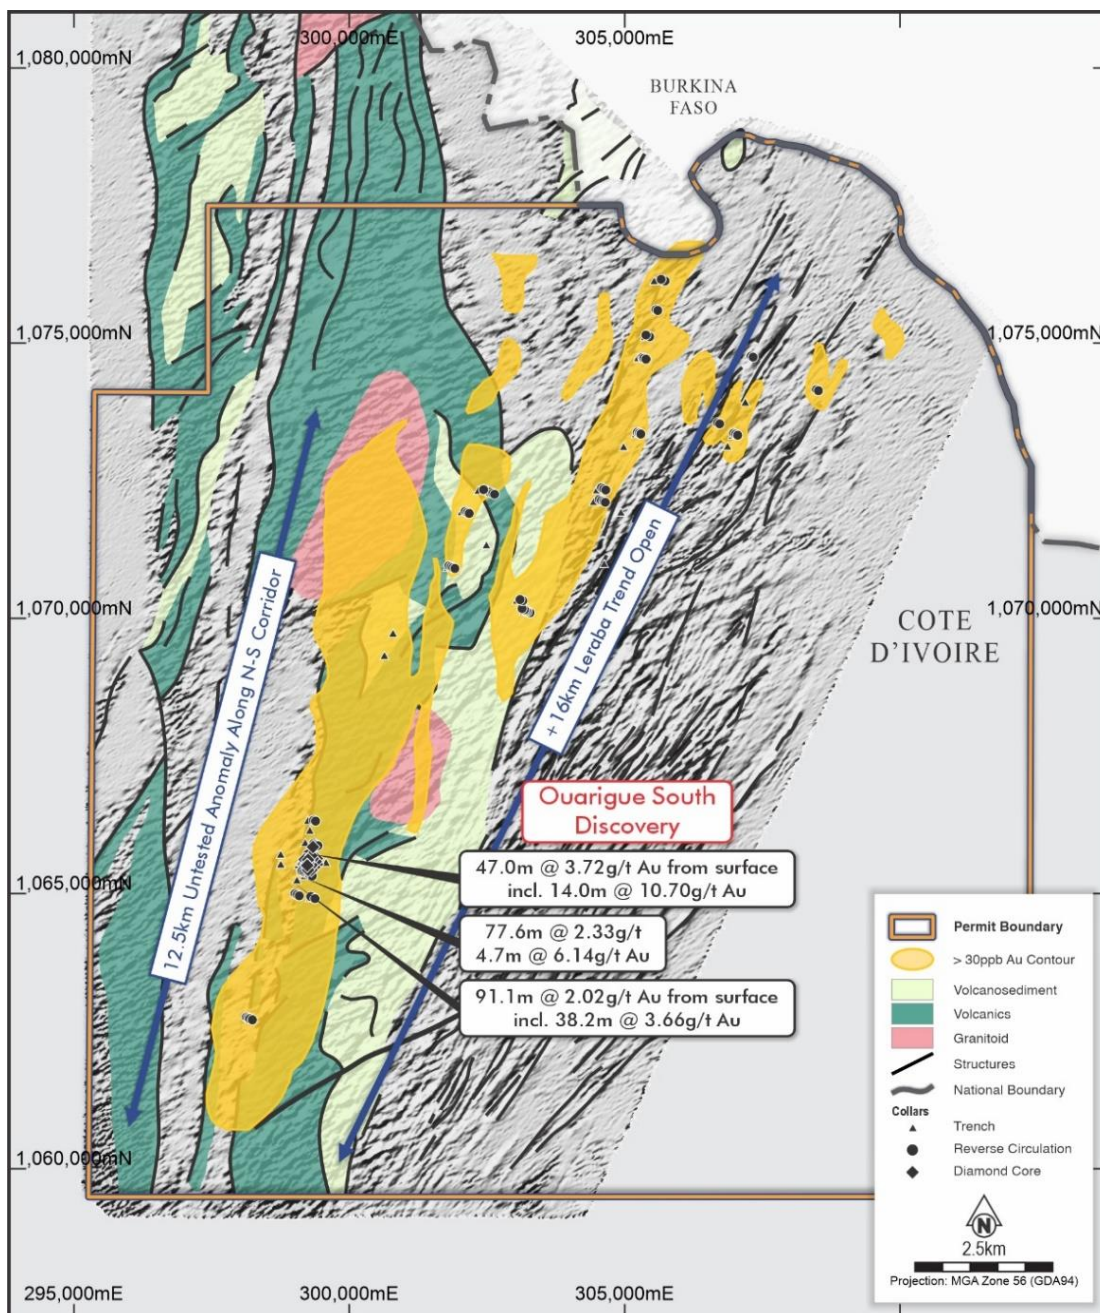 300,000mE 305,000mE
1,080,000mN
BURKINA
FASO
1,075,000mN 1,075,000mN
12.5km Untested Anomaly Along N-S Corridor
+16km Leraba Trend Open
1,070,000mN 1,070,000mN
COTE
D'IVOIRE
Ouarigue South
Discovery
47.0m @ 3.72g/t Au from surface
incl. 14.0m @ 10.70g/t Au
1,065,000mN
77.6m @ 2.33g/t
4.7m @ 6.14g/t Au
91.1m @ 2.02g/t Au from surface
incl. 38.2m @ 3.66g/t Au
1,060,000mN
Permit Boundary
> 30ppb Au Contour
Volcanosediment
Volcanics
Granitoid
Structures
National Boundary
Collars
Trench
Reverse Circulation
Diamond Core
N
2.5km
Projection: MGA Zone 56 (GDA94)
295,000mE 300,000mE 305,000mE